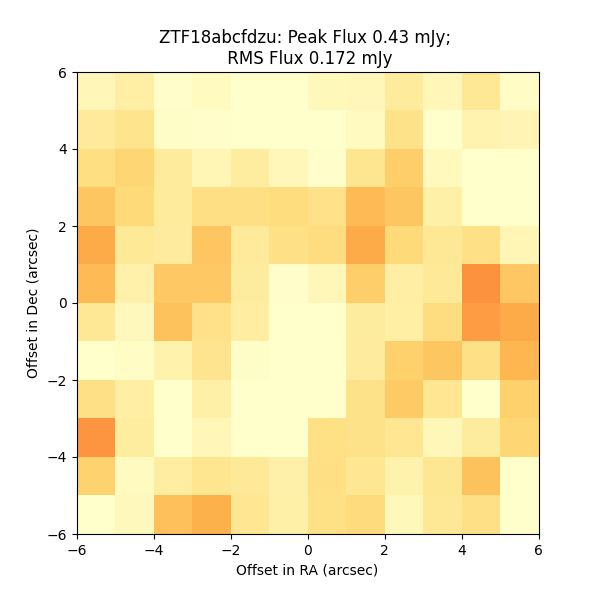 ZTF18abcfdzu: Peak Flux 0.43 mJy;
RMS Flux 0.172 mJy
6
4
2
0
−2
−4
−6
Offset in Dec (arcsec)
−6 −4 −2 0 2 4 6
Offset in RA (arcsec)